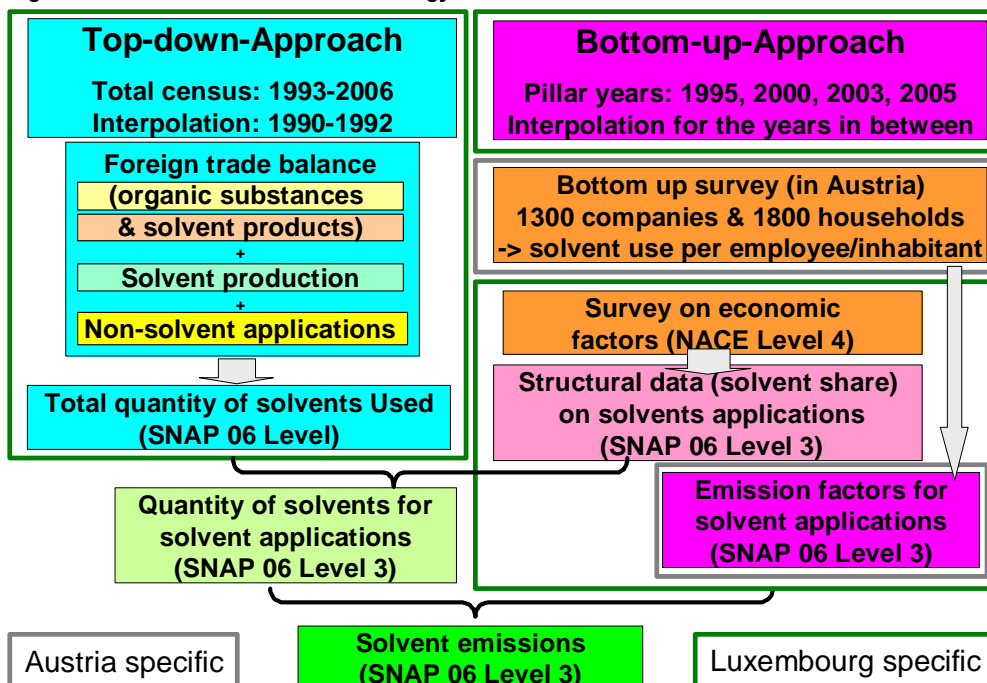 Top-down-Approach
Total census: 1993-2006
Interpolation: 1990-1992
Foreign trade balance
(organic substances
& solvent products)
+
Solvent production
+
Non-solvent applications
Total quantity of solvents Used
(SNAP 06 Level)
Bottom-up-Approach
Pillar years: 1995, 2000, 2003, 2005
Interpolation for the years in between
Bottom up survey (in Austria)
1300 companies & 1800 households
-> solvent use per employee/inhabitant
Survey on economic
factors (NACE Level 4)
Structural data (solvent share)
on solvents applications
(SNAP 06 Level 3)
Quantity of solvents for
solvent applications
(SNAP 06 Level 3)
Emission factors for
solvent applications
(SNAP 06 Level 3)
Austria specific
Solvent emissions
(SNAP 06 Level 3)
Luxembourg specific